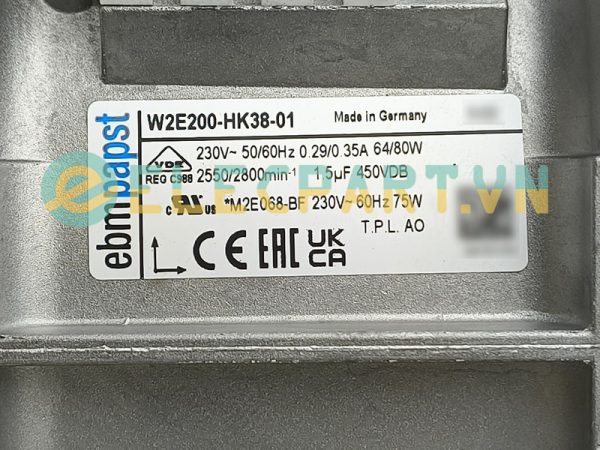 ebmpapst
W2E200-HK38-01 Made in Germany
VDE 230V~ 50/60Hz 0.29/0.35A 64/80W
REG C988 2550/2800min-1 1.5µF 450VDB
c RU us *M2E068-BF 230V~ 60Hz 75W
T.P.L. AO
CE EAC UK CA
ELECPART.VN